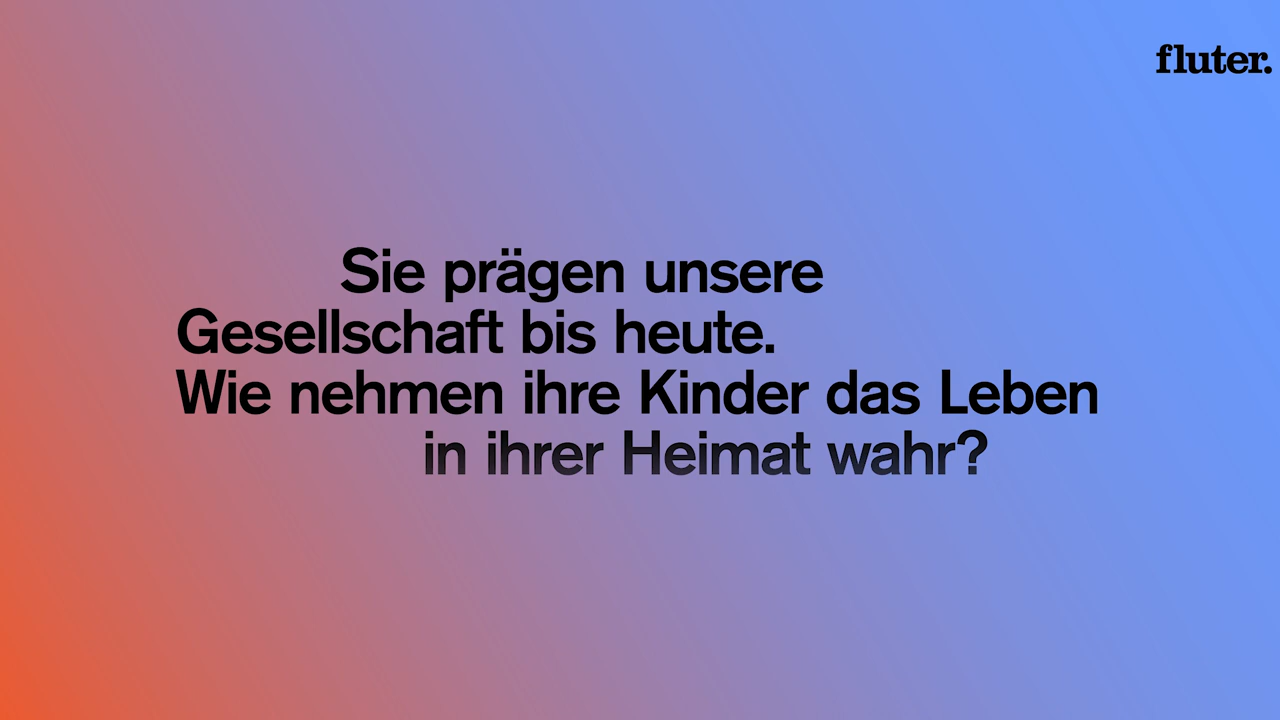 fluter.
Sie prägen unsere
Gesellschaft bis heute.
Wie nehmen ihre Kinder das Leben
in ihrer Heimat wahr?